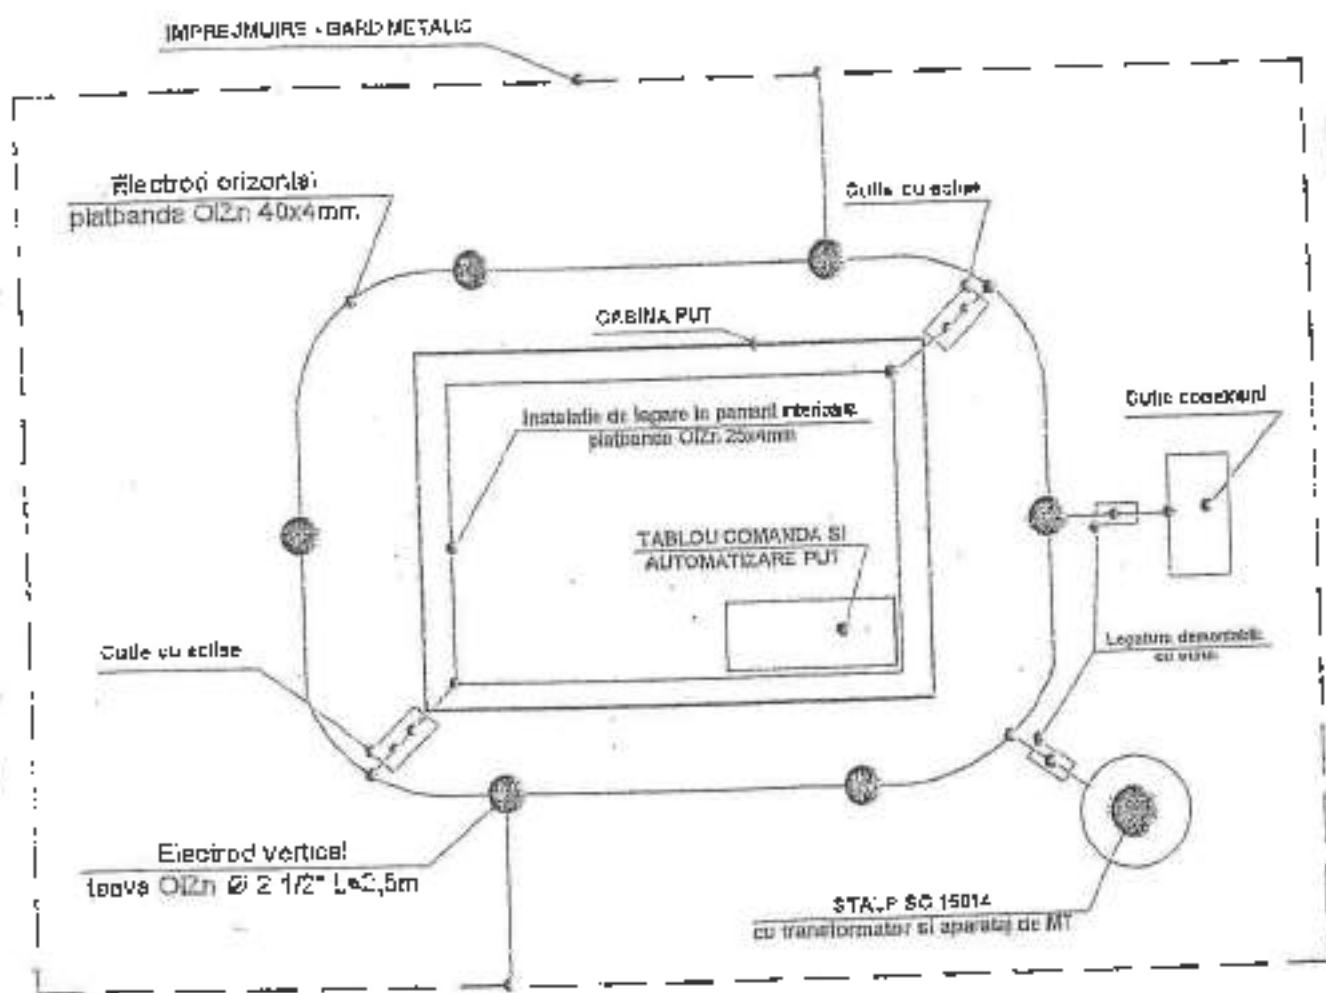 IMPREJMUIRE - GARD METALIC
Electrod orizontal
platbanda OlZn 40x4mm
Cutie cu eclise
CABINA PUT
Instalatie de legare la pamant interioara
platbanda OlZn 25x4mm
Cutie conexiuni
TABLOU COMANDA SI
AUTOMATIZARE PUT
Cutie cu eclise
Legatura demontabila
cu
Electrod vertical
teava OlZn Ø 2 1/2" L=2,5m
STALP SC 15014
cu transformator si aparataj de MT